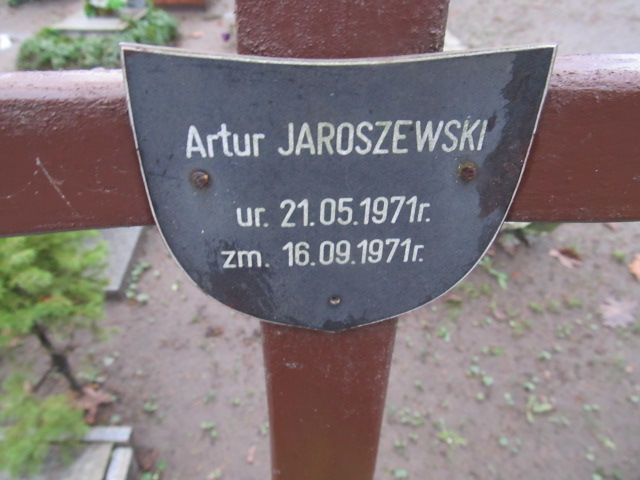 Artur JAROSZEWSKI
ur. 21.05.1971r.
zm. 16.09.1971r.